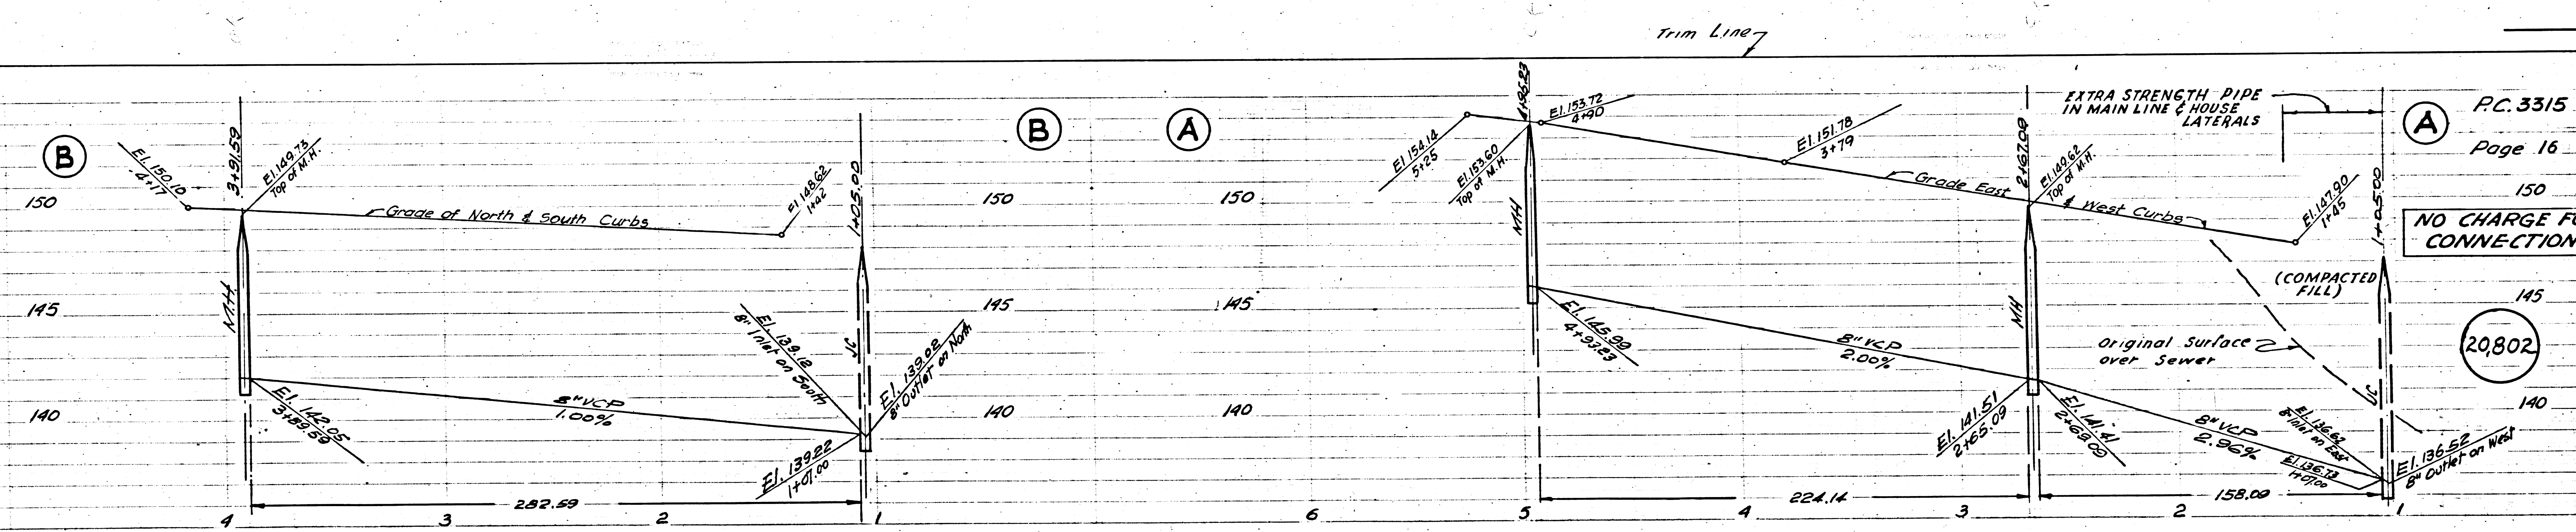 Trim Line
B
El. 150.10
4+17
3+91.59
El. 149.73
Top of M.H.
150
Grade of North & South Curbs
El. 148.62
1+42
1+05.00
M.H.
145
El. 139.12
8" Inlet on South
JC
El. 139.02
8" Outlet on North
140
El. 142.05
3+89.59
8" VCP
1.00%
El. 139.22
1+07.00
282.59
4
3
2
1
B
A
150
150
145
145
140
140
El. 154.14
5+25
El. 153.60
Top of M.H.
4+95.23
El. 153.72
4+90
El. 151.78
3+79
Grade East
& West Curbs
2+67.09
El. 149.62
Top of M.H.
EXTRA STRENGTH PIPE
IN MAIN LINE & HOUSE
LATERALS
El. 147.90
1+45
1+05.00
A
P.C. 3315
Page 16
150
NO CHARGE FO
CONNECTION
MH
El. 145.99
4+93.23
8" VCP
2.00%
MH
(COMPACTED
FILL)
145
Original Surface
over Sewer
20,802
JC
140
El. 141.51
2+65.09
El. 141.41
2+69.09
8" VCP
2.96%
El. 136.62
8" Inlet on East
El. 136.73
1+07.00
El. 136.52
8" Outlet on West
224.14
158.09
6
5
4
3
2
1